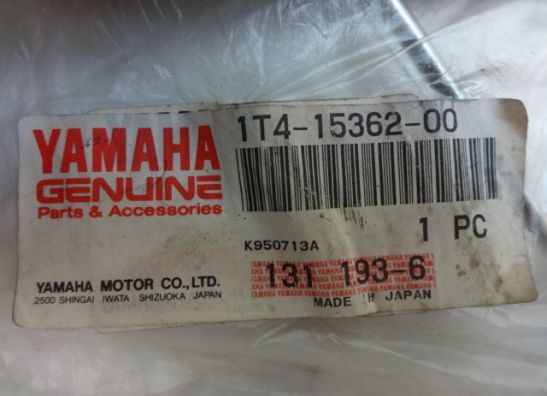 YAMAHA
GENUINE
Parts & Accessories
YAMAHA MOTOR CO., LTD.
2500 SHINGAI IWATA SHIZUOKA JAPAN
1T4-15362-00
1 PC
K950713A
131 193-6
MADE IN JAPAN